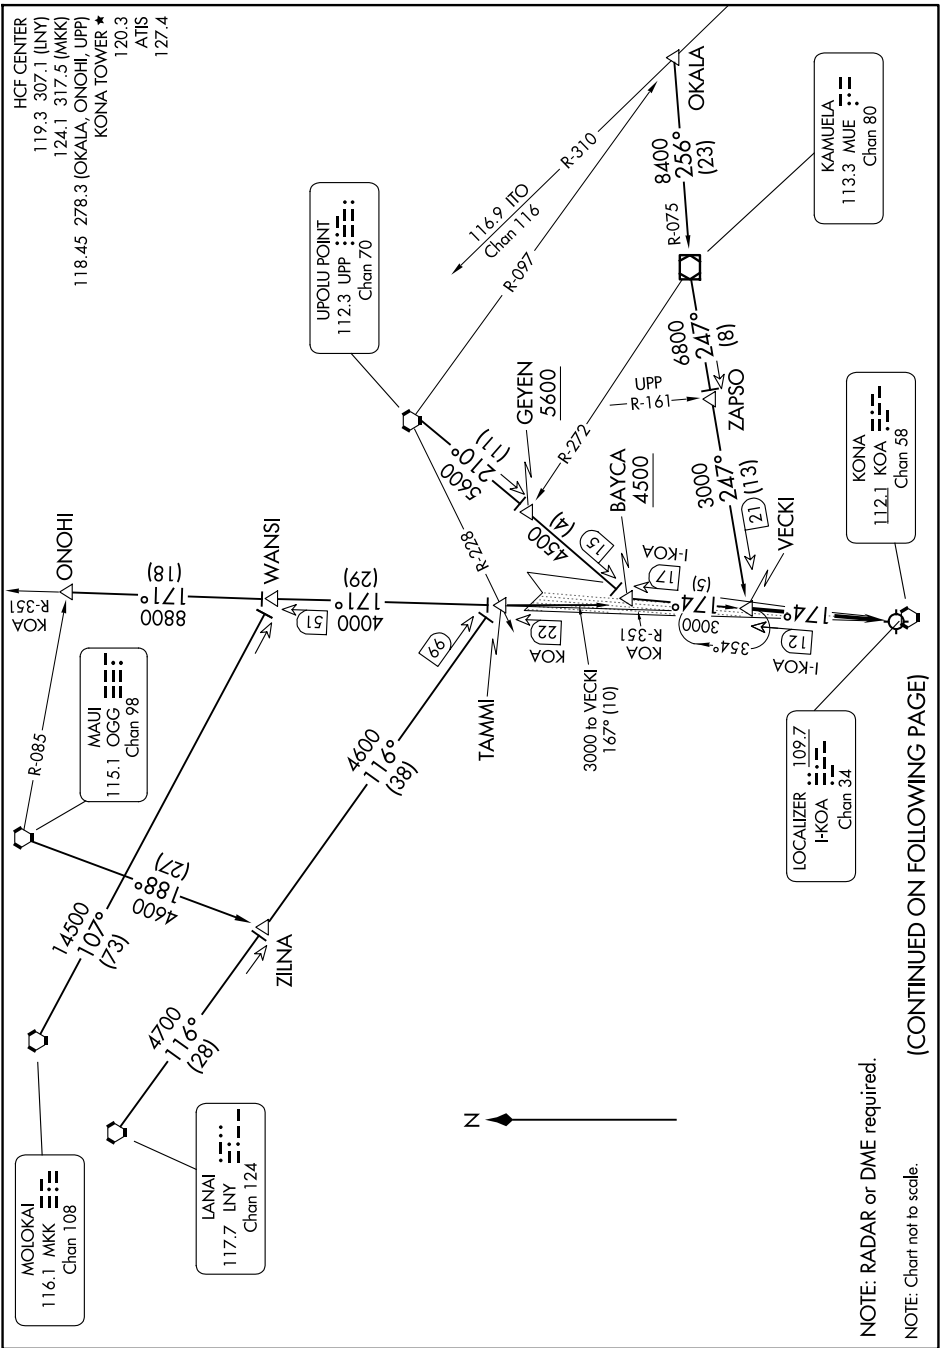 HCF CENTER
119.3 307.1 (LNY)
124.1 317.5 (MKK)
118.45 278.3 (OKALA, ONOHI, UPP)
KONA TOWER ★
120.3
ATIS
127.4
MOLOKAI
116.1 MKK
Chan 108
LANAI
117.7 LNY
Chan 124
MAUI
115.1 OGG
Chan 98
UPOLU POINT
112.3 UPP
Chan 70
KAMUELA
113.3 MUE
Chan 80
KONA
112.1 KOA
Chan 58
LOCALIZER 109.7
I-KOA
Chan 34
14500
107°
(73)
4700
116°
(28)
ZILNA
188°
4600
(27)
4600
116°
(38)
66
R-085
KOA
R-351
ONOHI
8800
171°
(18)
WANSI
51
4000
171°
(29)
TAMMI
22
KOA
R-228
3000 to VECKI
167° (10)
5600
210°
(11)
GEYEN
5600
4500
(4)
15
BAYCA
4500
17
I-KOA
KOA
R-351
174°
3000
(5)
354°
12
I-KOA
174°
VECKI
21
3000
247°
(13)
ZAPSO
UPP
R-161
6800
247°
(8)
R-272
R-075
8400
256°
(23)
OKALA
R-097
116.9 ITO
Chan 116
R-310
N
NOTE: RADAR or DME required.
NOTE: Chart not to scale.
(CONTINUED ON FOLLOWING PAGE)